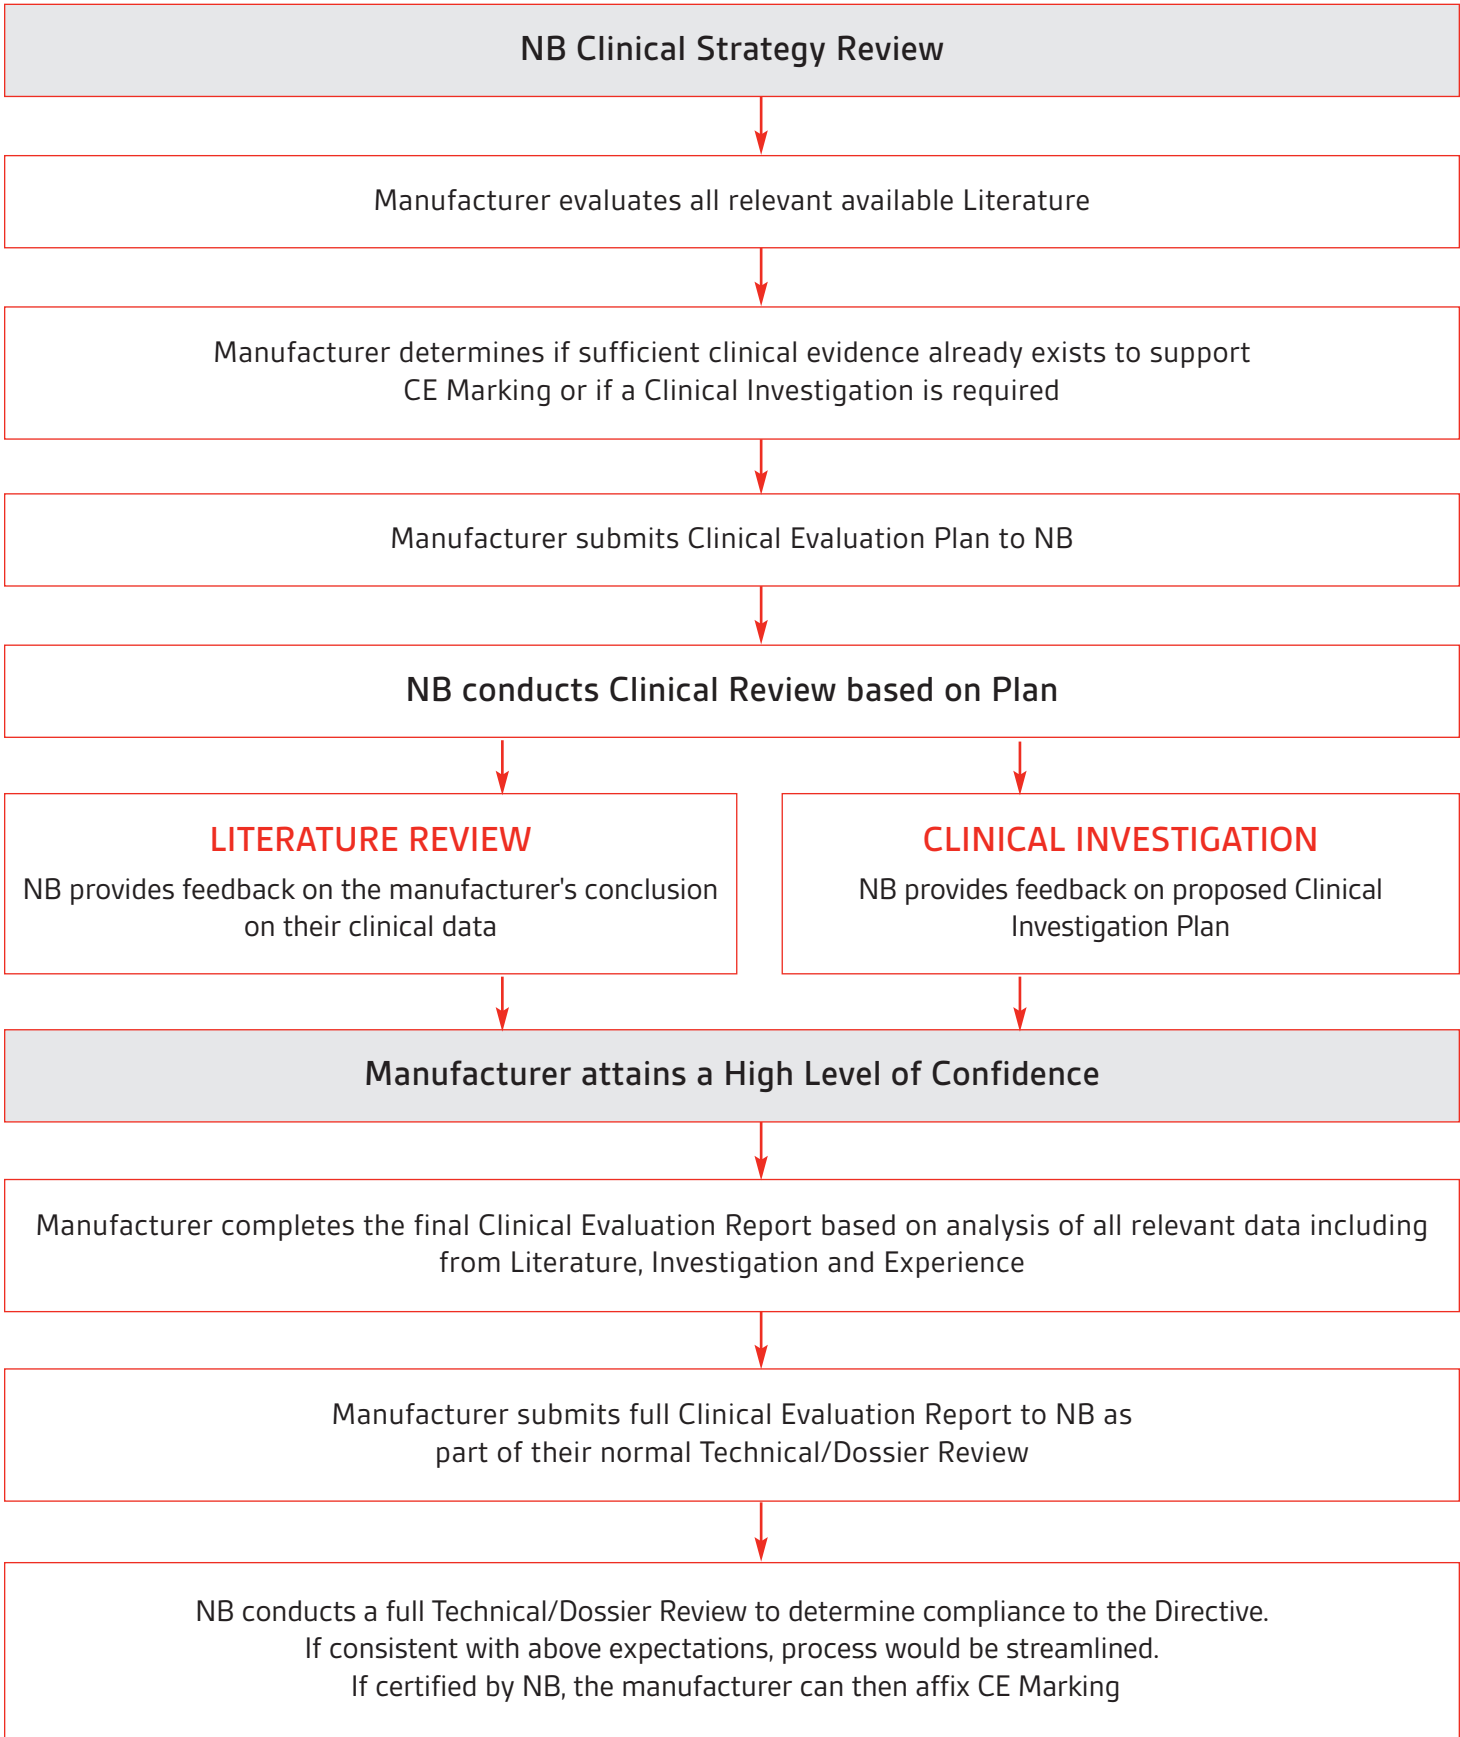 NB Clinical Strategy Review
Manufacturer evaluates all relevant available Literature
Manufacturer determines if sufficient clinical evidence already exists to support
CE Marking or if a Clinical Investigation is required
Manufacturer submits Clinical Evaluation Plan to NB
NB conducts Clinical Review based on Plan
LITERATURE REVIEW
NB provides feedback on the manufacturer's conclusion
on their clinical data
CLINICAL INVESTIGATION
NB provides feedback on proposed Clinical
Investigation Plan
Manufacturer attains a High Level of Confidence
Manufacturer completes the final Clinical Evaluation Report based on analysis of all relevant data including
from Literature, Investigation and Experience
Manufacturer submits full Clinical Evaluation Report to NB as
part of their normal Technical/Dossier Review
NB conducts a full Technical/Dossier Review to determine compliance to the Directive.
If consistent with above expectations, process would be streamlined.
If certified by NB, the manufacturer can then affix CE Marking